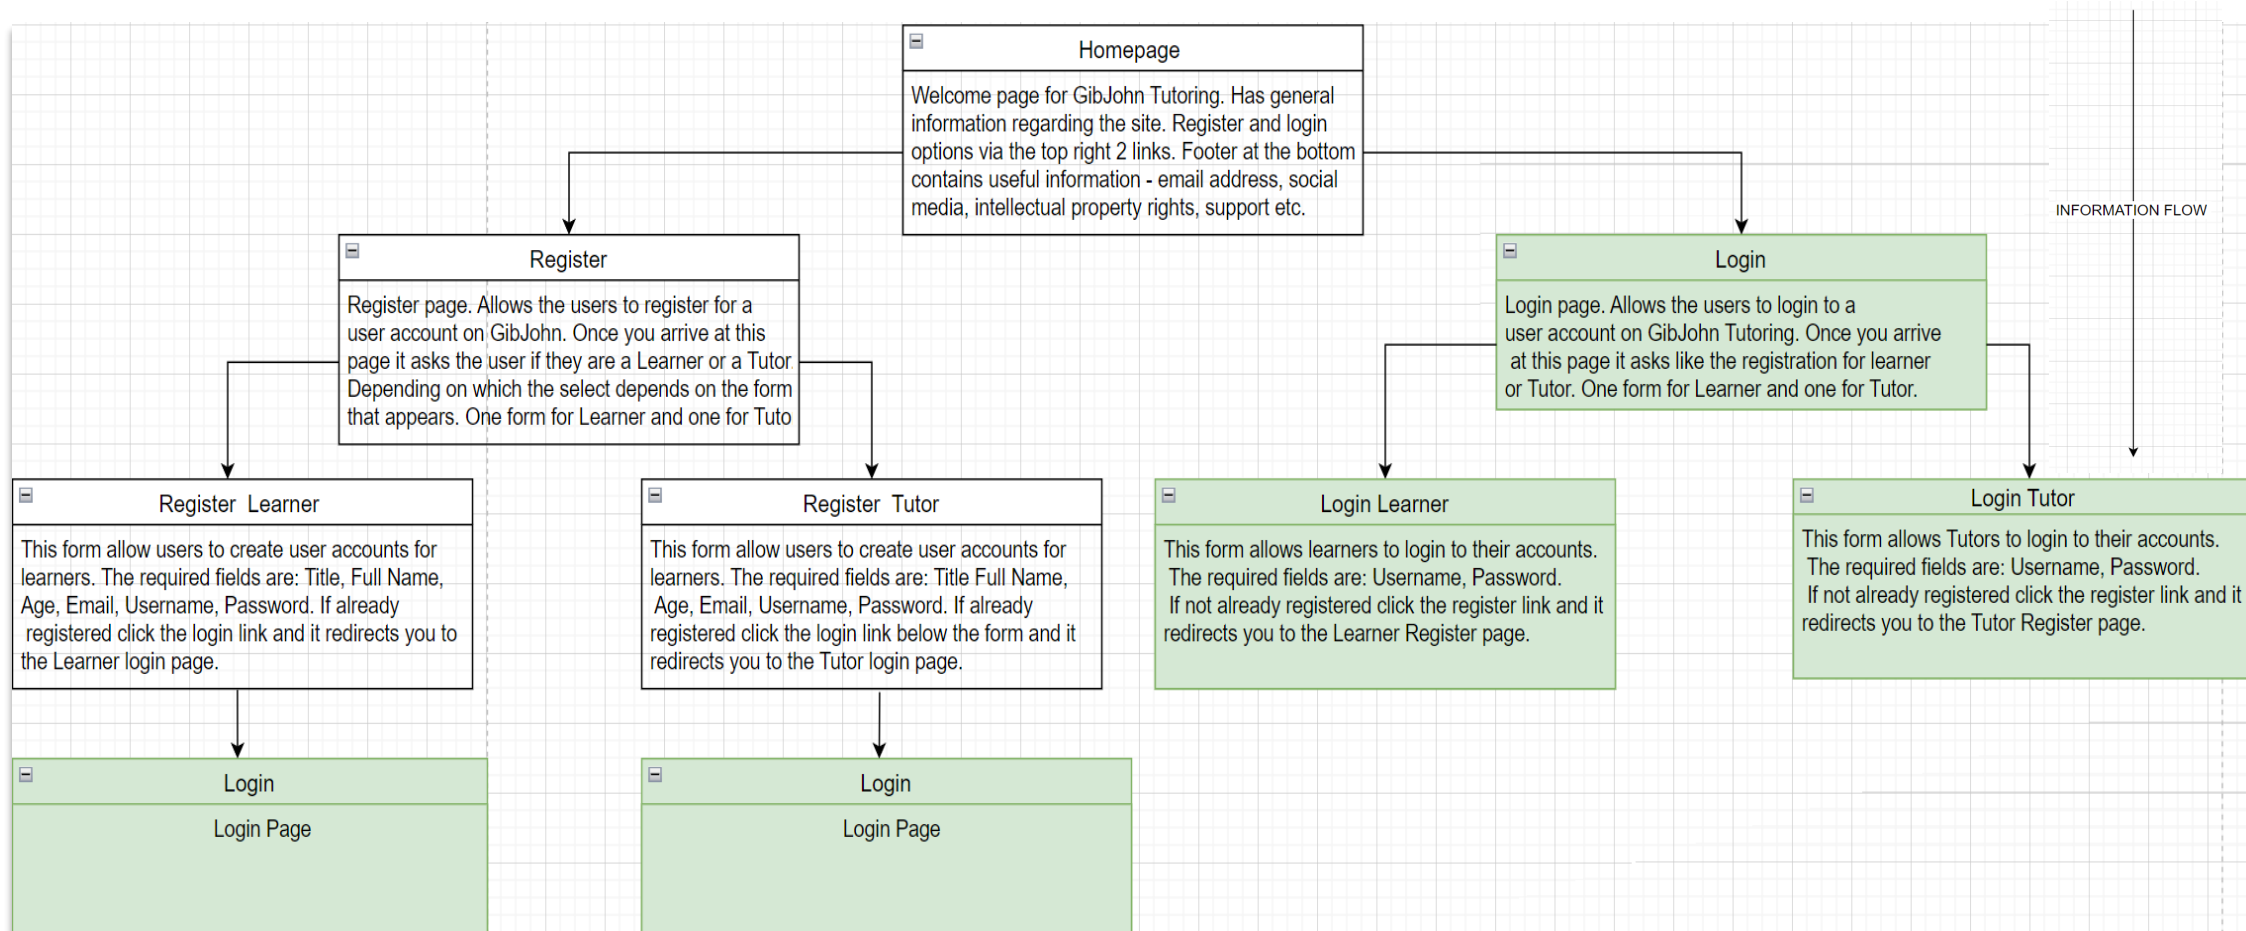 Homepage
Welcome page for GibJohn Tutoring. Has general
information regarding the site. Register and login
options via the top right 2 links. Footer at the bottom
contains useful information - email address, social
media, intellectual property rights, support etc.
INFORMATION FLOW
Register
Register page. Allows the users to register for a
user account on GibJohn. Once you arrive at this
page it asks the user if they are a Learner or a Tutor
Depending on which the select depends on the form
that appears. One form for Learner and one for Tuto
Login
Login page. Allows the users to login to a
user account on GibJohn Tutoring. Once you arrive
at this page it asks like the registration for learner
or Tutor. One form for Learner and one for Tutor.
Register Learner
This form allow users to create user accounts for
learners. The required fields are: Title, Full Name,
Age, Email, Username, Password. If already
registered click the login link and it redirects you to
the Learner login page.
Register Tutor
This form allow users to create user accounts for
learners. The required fields are: Title Full Name,
Age, Email, Username, Password. If already
registered click the login link below the form and it
redirects you to the Tutor login page.
Login Learner
This form allows learners to login to their accounts.
The required fields are: Username, Password.
If not already registered click the register link and it
redirects you to the Learner Register page.
Login Tutor
This form allows Tutors to login to their accounts.
The required fields are: Username, Password.
If not already registered click the register link and it
redirects you to the Tutor Register page.
Login
Login Page
Login
Login Page